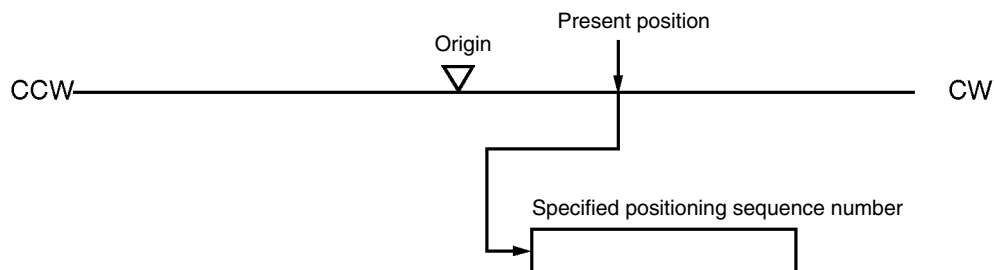 Present position
Origin
CCW
CW
Specified positioning sequence number